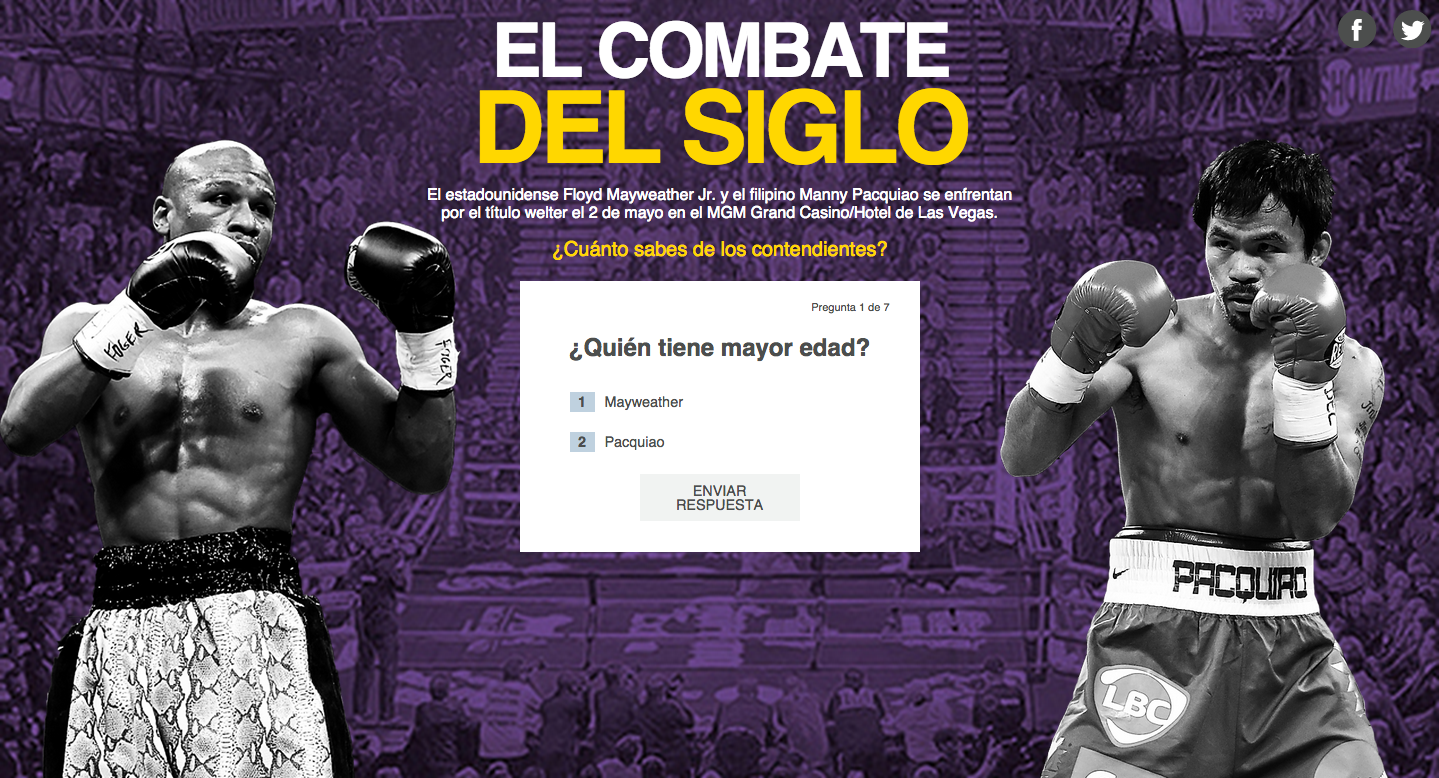 EL COMBATE
DEL SIGLO
El estadounidense Floyd Mayweather Jr. y el filipino Manny Pacquiao se enfrentan
por el título welter el 2 de mayo en el MGM Grand Casino/Hotel de Las Vegas.
¿Cuánto sabes de los contendientes?
Pregunta 1 de 7
¿Quién tiene mayor edad?
1 Mayweather
2 Pacquiao
ENVIAR
RESPUESTA
f
SHOWTIME
PACQUIAO
LBC